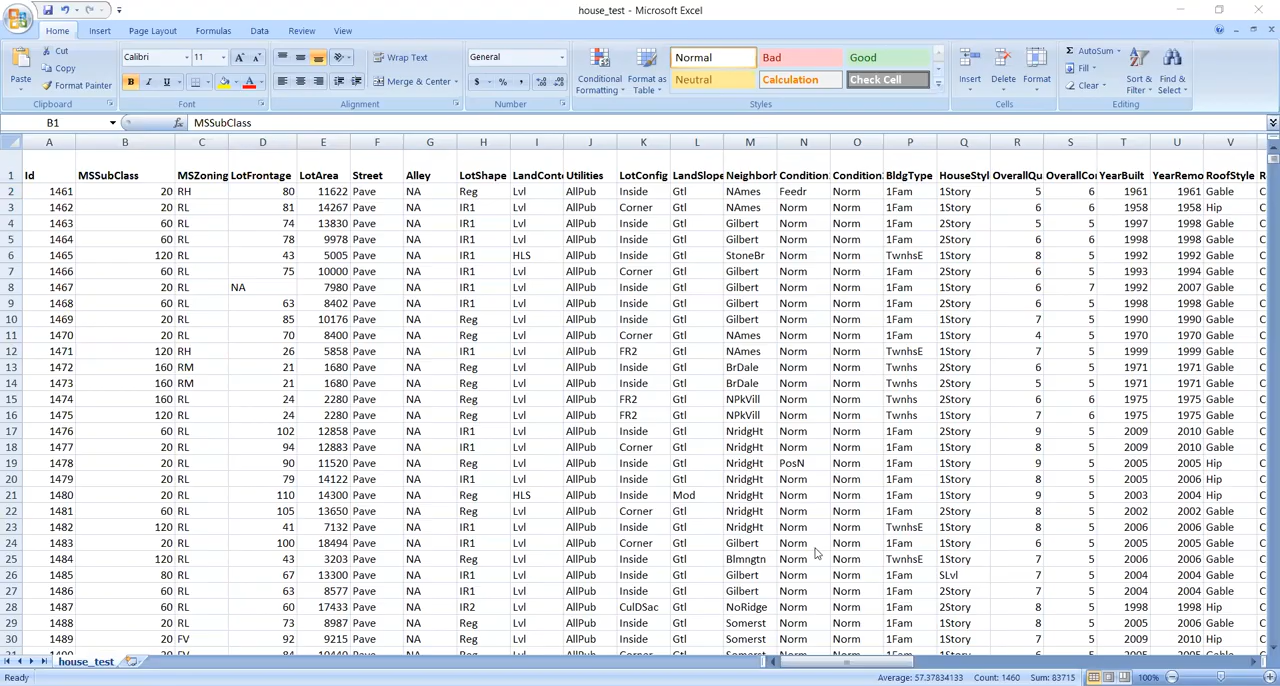 house_test - Microsoft Excel
Home Insert Page Layout Formulas Data Review View
Paste Cut Copy Format Painter Clipboard
Calibri 11 B I U A Font
Wrap Text Merge & Center Alignment
General $ % , Number
Conditional Formatting Format as Table Normal Bad Good Neutral Calculation Check Cell Styles
Insert Delete Format Cells
Σ AutoSum Fill Clear Sort & Filter Find & Select Editing
B1 fx MSSubClass
A B C D E F G H I J K L M N O P Q R S T U V
1 Id MSSubClass MSZoning LotFrontage LotArea Street Alley LotShape LandConto Utilities LotConfig LandSlope Neighborh Condition Condition BldgType HouseStyl OverallQu OverallCo YearBuilt YearRemo RoofStyle R
2 1461 20 RH 80 11622 Pave NA Reg Lvl AllPub Inside Gtl NAmes Feedr Norm 1Fam 1Story 5 6 1961 1961 Gable C
3 1462 20 RL 81 14267 Pave NA IR1 Lvl AllPub Corner Gtl NAmes Norm Norm 1Fam 1Story 6 6 1958 1958 Hip C
4 1463 60 RL 74 13830 Pave NA IR1 Lvl AllPub Inside Gtl Gilbert Norm Norm 1Fam 2Story 5 5 1997 1998 Gable C
5 1464 60 RL 78 9978 Pave NA IR1 Lvl AllPub Inside Gtl Gilbert Norm Norm 1Fam 2Story 6 6 1998 1998 Gable C
6 1465 120 RL 43 5005 Pave NA IR1 HLS AllPub Inside Gtl StoneBr Norm Norm TwnhsE 1Story 8 5 1992 1992 Gable C
7 1466 60 RL 75 10000 Pave NA IR1 Lvl AllPub Corner Gtl Gilbert Norm Norm 1Fam 2Story 6 5 1993 1994 Gable C
8 1467 20 RL NA 7980 Pave NA IR1 Lvl AllPub Inside Gtl Gilbert Norm Norm 1Fam 1Story 6 7 1992 2007 Gable C
9 1468 60 RL 63 8402 Pave NA IR1 Lvl AllPub Inside Gtl Gilbert Norm Norm 1Fam 2Story 6 5 1998 1998 Gable C
10 1469 20 RL 85 10176 Pave NA Reg Lvl AllPub Inside Gtl Gilbert Norm Norm 1Fam 1Story 7 5 1990 1990 Gable C
11 1470 20 RL 70 8400 Pave NA Reg Lvl AllPub Corner Gtl NAmes Norm Norm 1Fam 1Story 4 5 1970 1970 Gable C
12 1471 120 RH 26 5858 Pave NA IR1 Lvl AllPub FR2 Gtl NAmes Norm Norm TwnhsE 1Story 7 5 1999 1999 Gable C
13 1472 160 RM 21 1680 Pave NA Reg Lvl AllPub Inside Gtl BrDale Norm Norm Twnhs 2Story 6 5 1971 1971 Gable C
14 1473 160 RM 21 1680 Pave NA Reg Lvl AllPub Inside Gtl BrDale Norm Norm Twnhs 2Story 5 5 1971 1971 Gable C
15 1474 160 RL 24 2280 Pave NA Reg Lvl AllPub FR2 Gtl NPkVill Norm Norm Twnhs 2Story 6 6 1975 1975 Gable C
16 1475 120 RL 24 2280 Pave NA Reg Lvl AllPub FR2 Gtl NPkVill Norm Norm Twnhs 1Story 7 6 1975 1975 Gable C
17 1476 60 RL 102 12858 Pave NA IR1 Lvl AllPub Inside Gtl NridgHt Norm Norm 1Fam 2Story 9 5 2009 2010 Gable C
18 1477 20 RL 94 12883 Pave NA IR1 Lvl AllPub Corner Gtl NridgHt Norm Norm 1Fam 1Story 8 5 2009 2010 Gable C
19 1478 20 RL 90 11520 Pave NA Reg Lvl AllPub Inside Gtl NridgHt PosN Norm 1Fam 1Story 9 5 2005 2005 Hip C
20 1479 20 RL 79 14122 Pave NA IR1 Lvl AllPub Inside Gtl NridgHt Norm Norm 1Fam 1Story 8 5 2005 2006 Hip C
21 1480 20 RL 110 14300 Pave NA Reg HLS AllPub Inside Mod NridgHt Norm Norm 1Fam 1Story 9 5 2003 2004 Hip C
22 1481 60 RL 105 13650 Pave NA Reg Lvl AllPub Corner Gtl NridgHt Norm Norm 1Fam 2Story 8 5 2002 2002 Gable C
23 1482 120 RL 41 7132 Pave NA IR1 Lvl AllPub Inside Gtl NridgHt Norm Norm TwnhsE 1Story 8 5 2006 2006 Gable C
24 1483 20 RL 100 18494 Pave NA IR1 Lvl AllPub Corner Gtl Gilbert Norm Norm 1Fam 1Story 6 5 2005 2005 Gable C
25 1484 120 RL 43 3203 Pave NA Reg Lvl AllPub Inside Gtl Blmngtn Norm Norm TwnhsE 1Story 7 5 2006 2006 Gable C
26 1485 80 RL 67 13300 Pave NA IR1 Lvl AllPub Inside Gtl Gilbert Norm Norm 1Fam SLvl 7 5 2004 2004 Gable C
27 1486 60 RL 63 8577 Pave NA IR1 Lvl AllPub Inside Gtl Gilbert Norm Norm 1Fam 2Story 7 5 2004 2004 Gable C
28 1487 60 RL 60 17433 Pave NA IR2 Lvl AllPub CulDSac Gtl NoRidge Norm Norm 1Fam 2Story 8 5 1998 1998 Hip C
29 1488 20 RL 73 8987 Pave NA Reg Lvl AllPub Inside Gtl Somerst Norm Norm 1Fam 1Story 8 5 2005 2006 Gable C
30 1489 20 FV 92 9215 Pave NA Reg Lvl AllPub Inside Gtl Somerst Norm Norm 1Fam 1Story 7 5 2009 2010 Hip C
house_test
Ready Average: 57.37834133 Count: 1460 Sum: 83715 100%